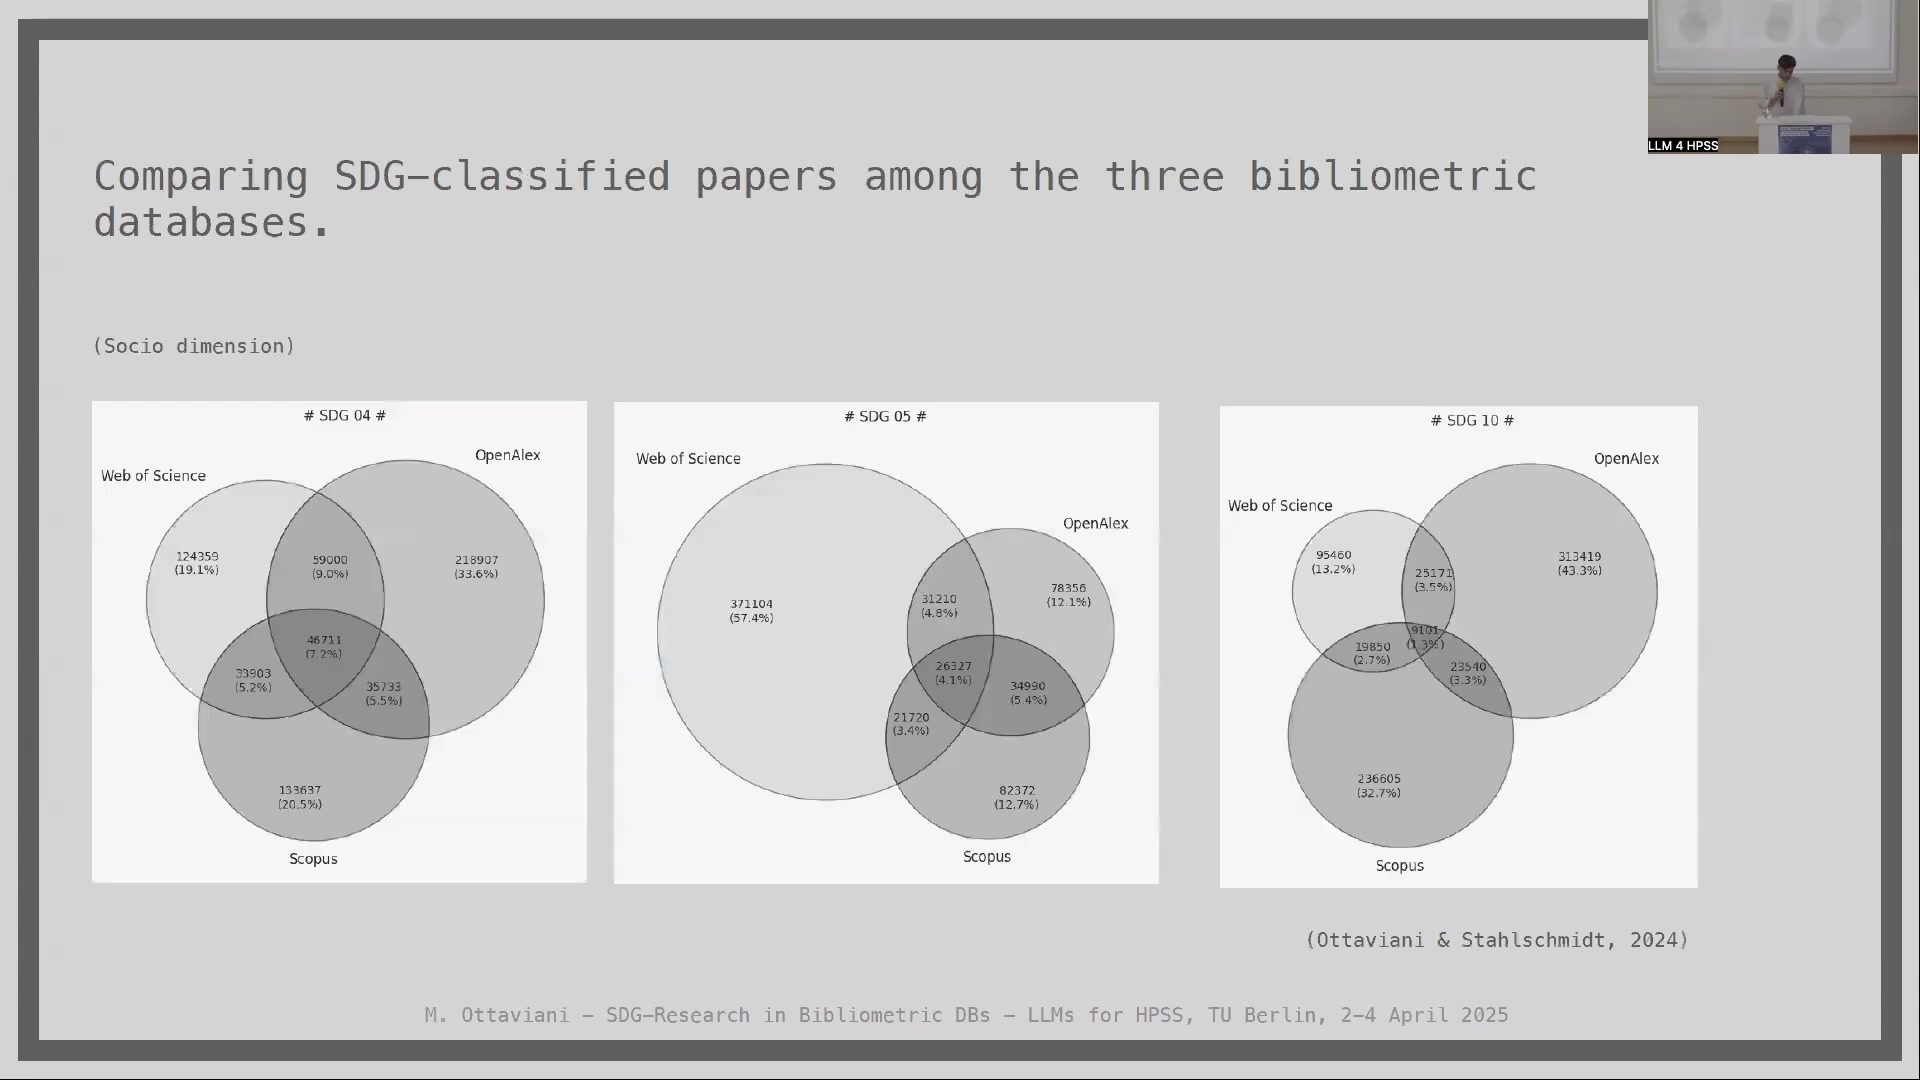 LLM 4 HPSS
Comparing SDG–classified papers among the three bibliometric
databases.
(Socio dimension)
# SDG 04 #
OpenAlex
Web of Science
124359
(19.1%)
59000
(9.0%)
218907
(33.6%)
46711
(7.2%)
33903
(5.2%)
35733
(5.5%)
133637
(20.5%)
Scopus
# SDG 05 #
Web of Science
OpenAlex
371104
(57.4%)
31210
(4.8%)
78356
(12.1%)
26327
(4.1%)
34990
(5.4%)
21720
(3.4%)
82372
(12.7%)
Scopus
# SDG 10 #
OpenAlex
Web of Science
95460
(13.2%)
25171
(3.5%)
313419
(43.3%)
9101
(1.3%)
19850
(2.7%)
23540
(3.3%)
236605
(32.7%)
Scopus
(Ottaviani & Stahlschmidt, 2024)
M. Ottaviani – SDG–Research in Bibliometric DBs – LLMs for HPSS, TU Berlin, 2–4 April 2025